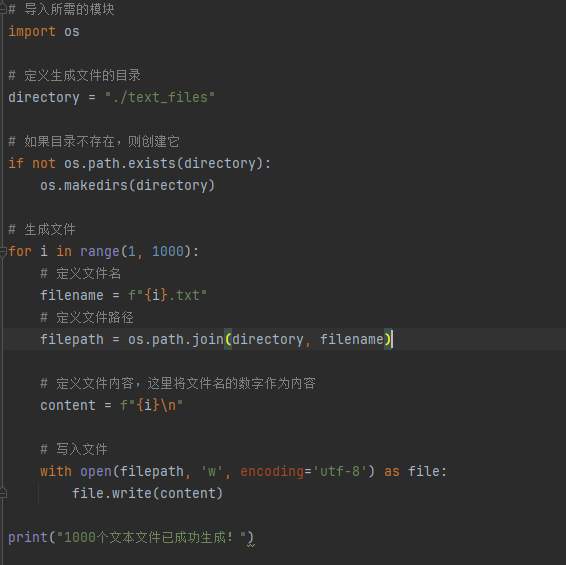 # 导入所需的模块
import os
# 定义生成文件的目录
directory = "./text_files"
# 如果目录不存在，则创建它
if not os.path.exists(directory):
    os.makedirs(directory)
# 生成文件
for i in range(1, 1000):
    # 定义文件名
    filename = f"{i}.txt"
    # 定义文件路径
    filepath = os.path.join(directory, filename)
    # 定义文件内容，这里将文件名的数字作为内容
    content = f"{i}\n"
    # 写入文件
    with open(filepath, 'w', encoding='utf-8') as file:
        file.write(content)
print("1000个文本文件已成功生成！")